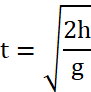 t = √(2h/g)